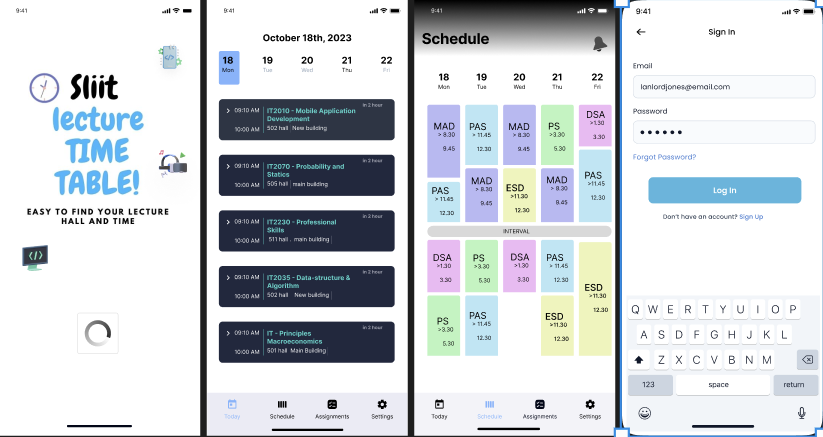 9:41
Sliit
lecture
TIME
TABLE!
EASY TO FIND YOUR LECTURE
HALL AND TIME
</>
9:41
October 18th, 2023
18 19 20 21 22
Mon Tue Wed Thu Fri
in 2 hour
09:10 AM IT2010 - Mobile Application
Development
10:00 AM 502 hall New building
in 2 hour
09:10 AM IT2070 - Probability and
Statics
10:00 AM 505 hall main building
in 2 hour
09:10 AM IT2230 - Professional
Skills
10:00 AM 511 hall . main building
in 2 hour
09:10 AM IT2035 - Data-structure &
Algorithm
10:00 AM 502 hall New building
in 2 hour
09:10 AM IT - Principles
Macroeconomics
10:00 AM 501 hall Main Building
Today Schedule Assignments Settings
9:41
Schedule
18 19 20 21 22
Mon Tue Wed Thu Fri
MAD
> 8.30
9.45
PAS
> 11.45
12.30
PAS
> 11.45
12.30
MAD
> 8.30
9.45
MAD
> 8.30
9.45
ESD
>11.30
12.30
PS
>3.30
5.30
MAD
> 8.30
9.45
DSA
>1.30
3.30
PAS
>11.45
12.30
INTERVAL
DSA
>1.30
3.30
PS
>3.30
5.30
PS
>3.30
5.30
PAS
> 11.45
12.30
DSA
>1.30
3.30
PAS
> 11.45
12.30
ESD
>11.30
12.30
ESD
>11.30
12.30
Today Schedule Assignments Settings
9:41
Sign In
Email
lanlordjones@email.com
Password
Forgot Password?
Log In
Don't have an account? Sign Up
Q W E R T Y U I O P
A S D F G H J K L
Z X C V B N M
123 space return